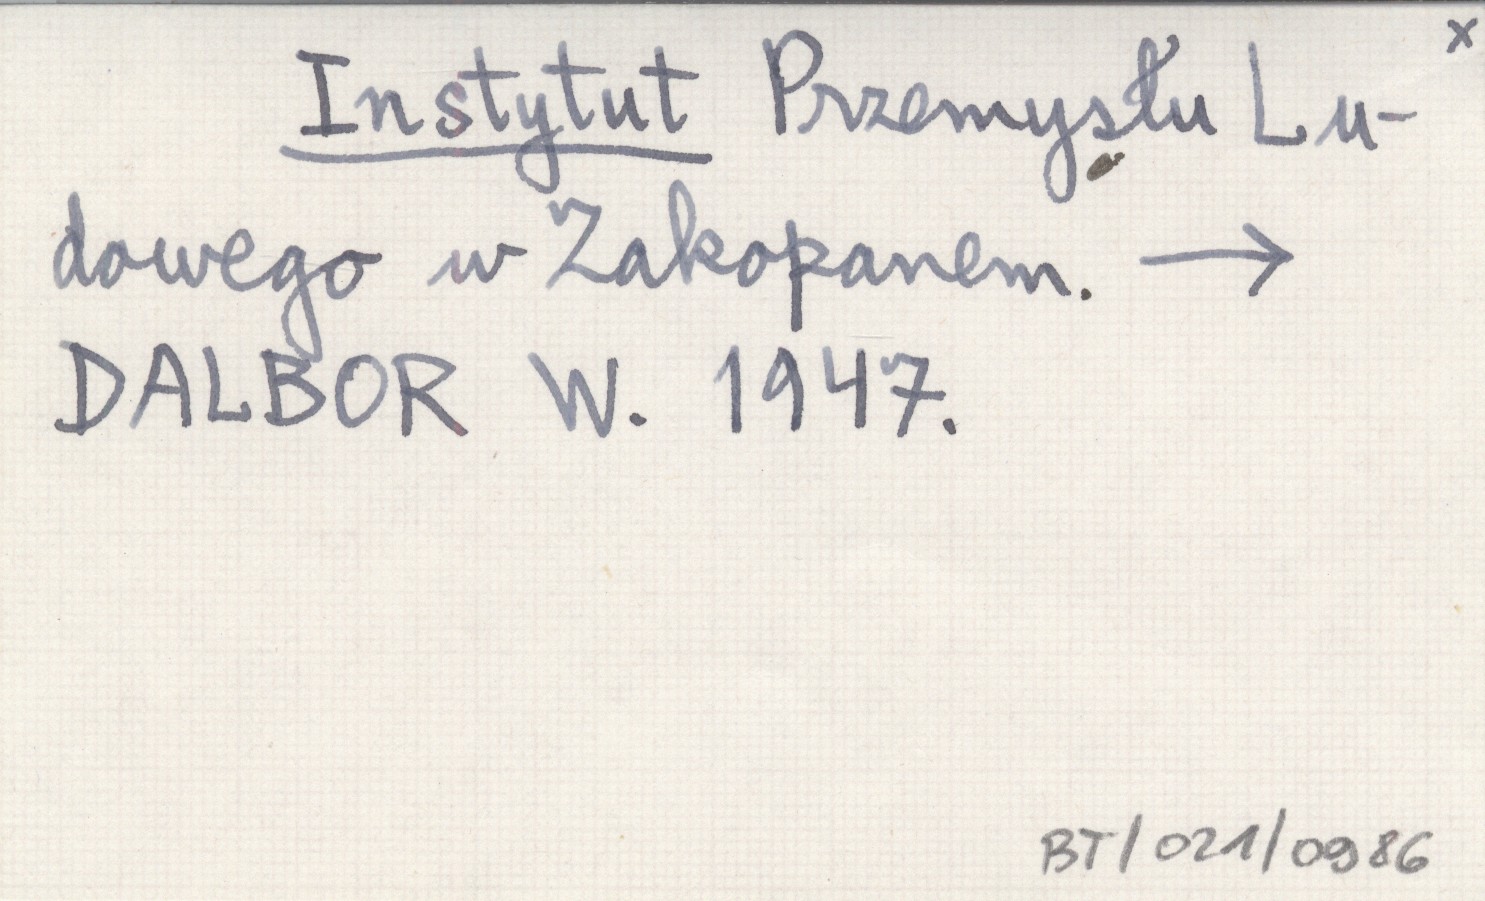 x
Instytut Przemysłu Lu-
dowego w Zakopanem. →
DALBOR W. 1947.
BT/021/0986